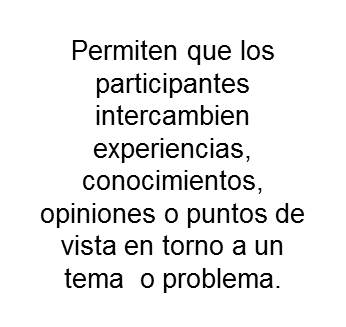 Permiten que los
participantes
intercambien
experiencias,
conocimientos,
opiniones o puntos de
vista en torno a un
tema  o problema.